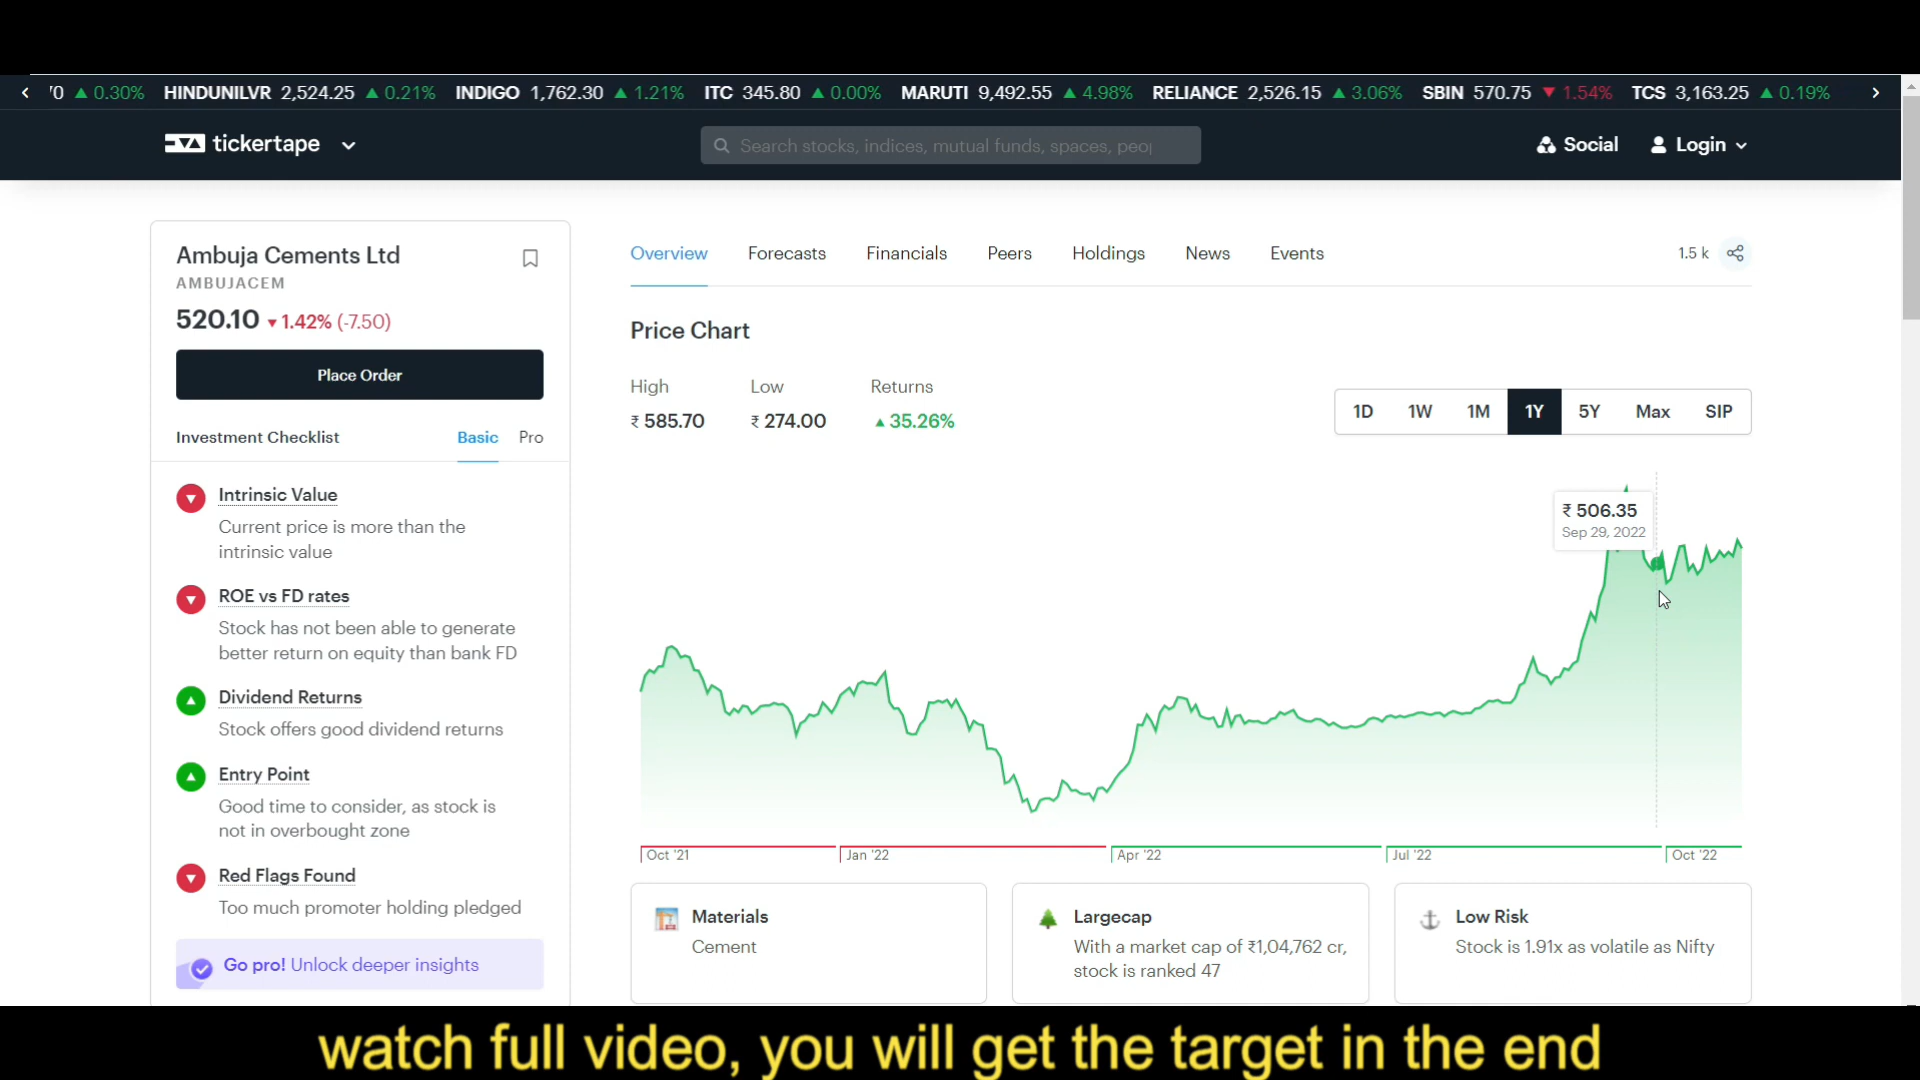 '0 ▲ 0.30% HINDUNILVR 2,524.25 ▲ 0.21% INDIGO 1,762.30 ▲ 1.21% ITC 345.80 ▲ 0.00% MARUTI 9,492.55 ▲ 4.98% RELIANCE 2,526.15 ▲ 3.06% SBIN 570.75 ▼ 1.54% TCS 3,163.25 ▲ 0.19%
tickertape
Search stocks, indices, mutual funds, spaces, peo
Social
Login
Ambuja Cements Ltd
AMBUJACEM
520.10 ▼ 1.42% (-7.50)
Place Order
Investment Checklist Basic Pro
Intrinsic Value
Current price is more than the
intrinsic value
ROE vs FD rates
Stock has not been able to generate
better return on equity than bank FD
Dividend Returns
Stock offers good dividend returns
Entry Point
Good time to consider, as stock is
not in overbought zone
Red Flags Found
Too much promoter holding pledged
Go pro! Unlock deeper insights
Overview Forecasts Financials Peers Holdings News Events
1.5 k
Price Chart
High Low Returns
₹ 585.70 ₹ 274.00 ▲ 35.26%
1D 1W 1M 1Y 5Y Max SIP
₹ 506.35
Sep 29, 2022
Oct '21 Jan '22 Apr '22 Jul '22 Oct '22
Materials
Cement
Largecap
With a market cap of ₹1,04,762 cr,
stock is ranked 47
Low Risk
Stock is 1.91x as volatile as Nifty
watch full video, you will get the target in the end